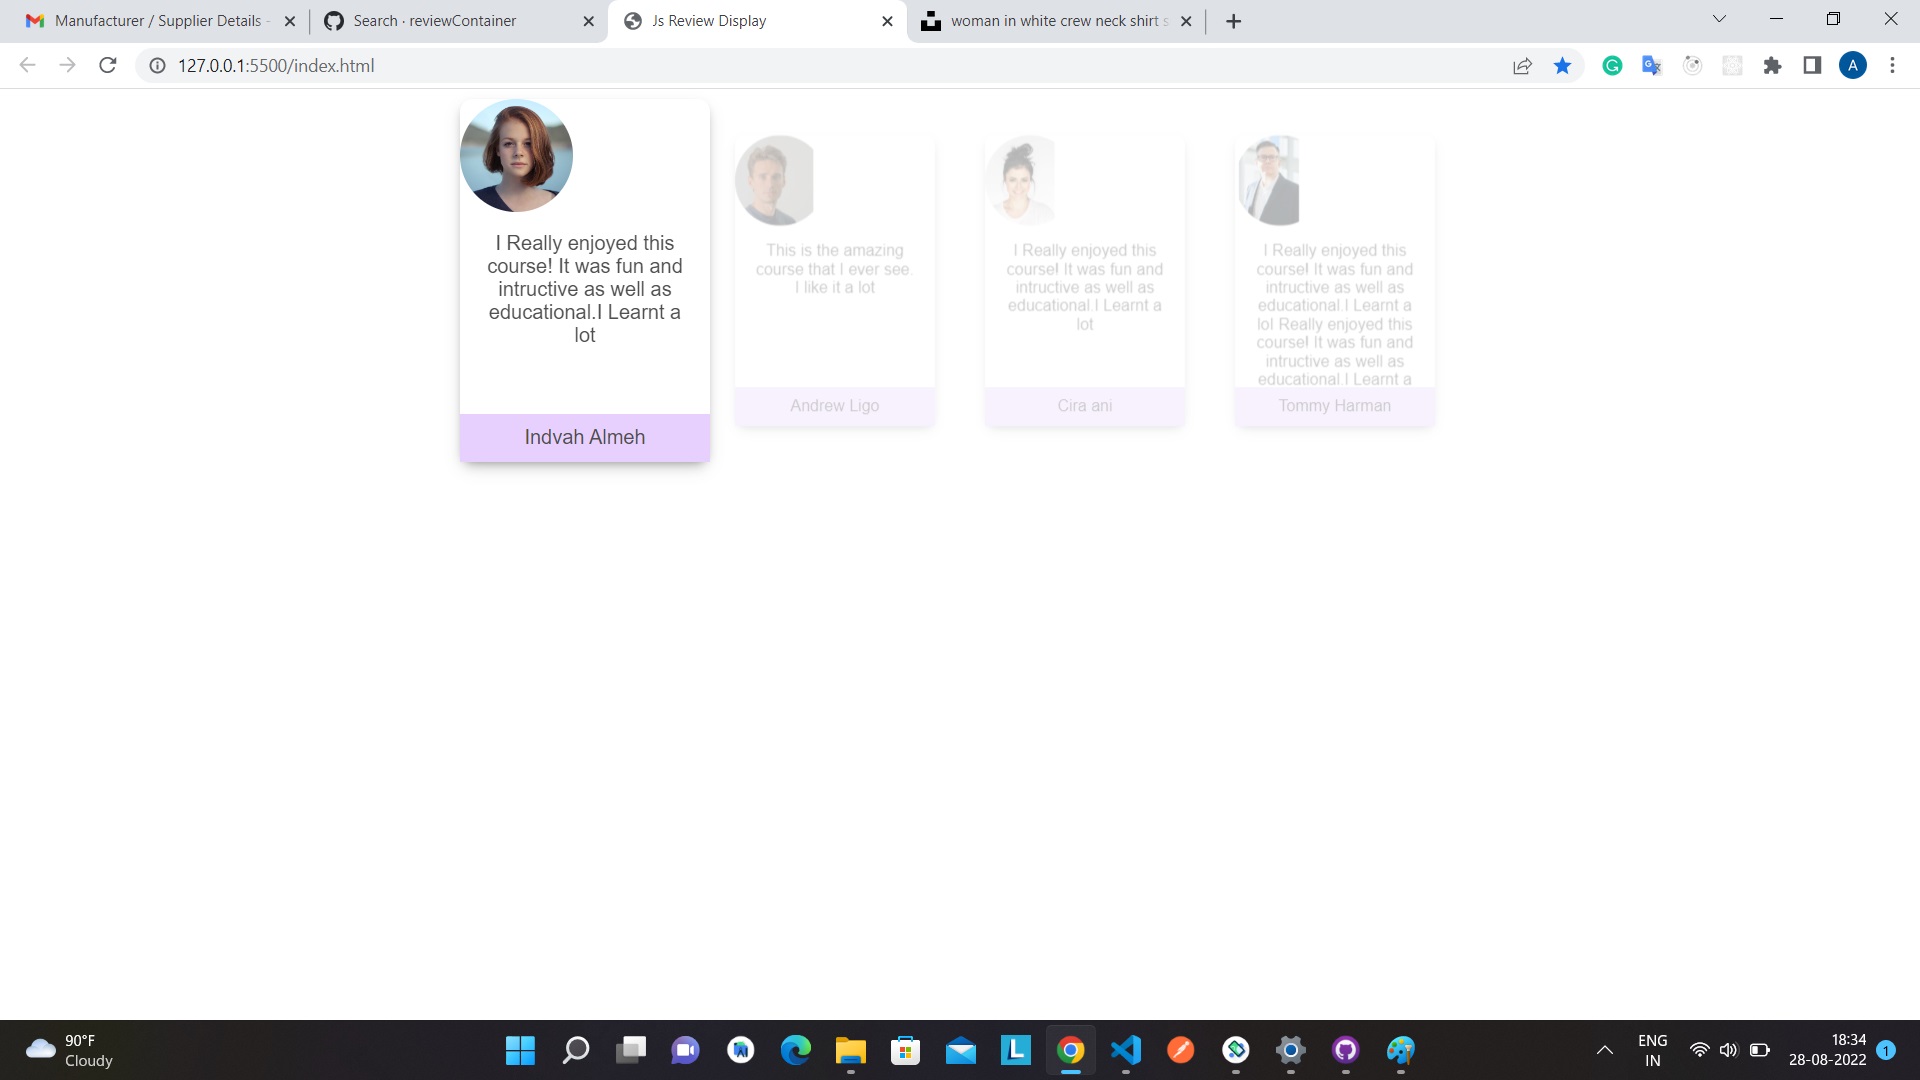 Manufacturer / Supplier Details -
Search · reviewContainer
Js Review Display
woman in white crew neck shirt s
127.0.0.1:5500/index.html
A
I Really enjoyed this
course! It was fun and
intructive as well as
educational.I Learnt a
lot
Indvah Almeh
This is the amazing
course that I ever see.
I like it a lot
Andrew Ligo
I Really enjoyed this
course! It was fun and
intructive as well as
educational.I Learnt a
lot
Cira ani
I Really enjoyed this
course! It was fun and
intructive as well as
educational.I Learnt a
lol Really enjoyed this
course! It was fun and
intructive as well as
educational.I Learnt a
Tommy Harman
90°F
Cloudy
ENG
IN
18:34
28-08-2022
1